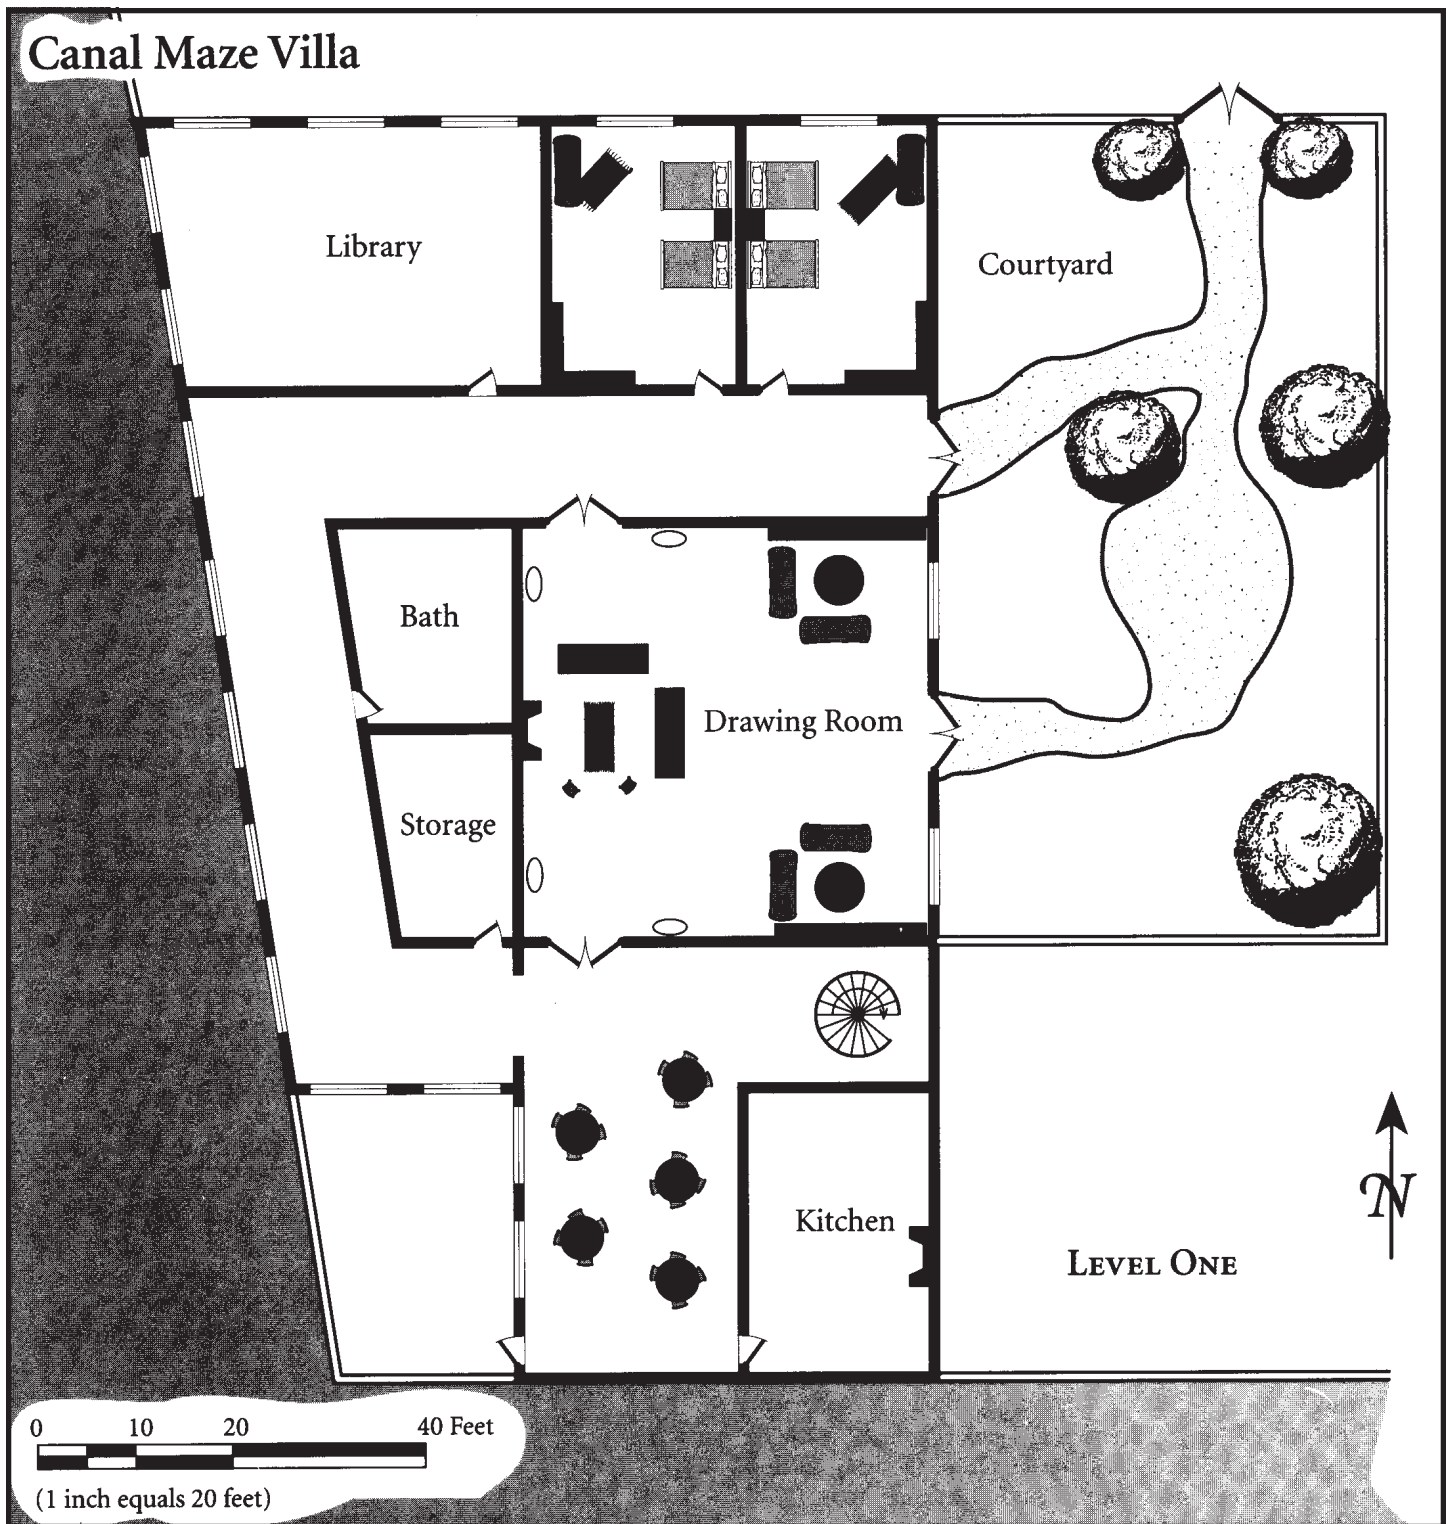 Canal Maze Villa
Library
Courtyard
Bath
Drawing Room
Storage
Kitchen
N
LEVEL ONE
0 10 20 40 Feet
(1 inch equals 20 feet)